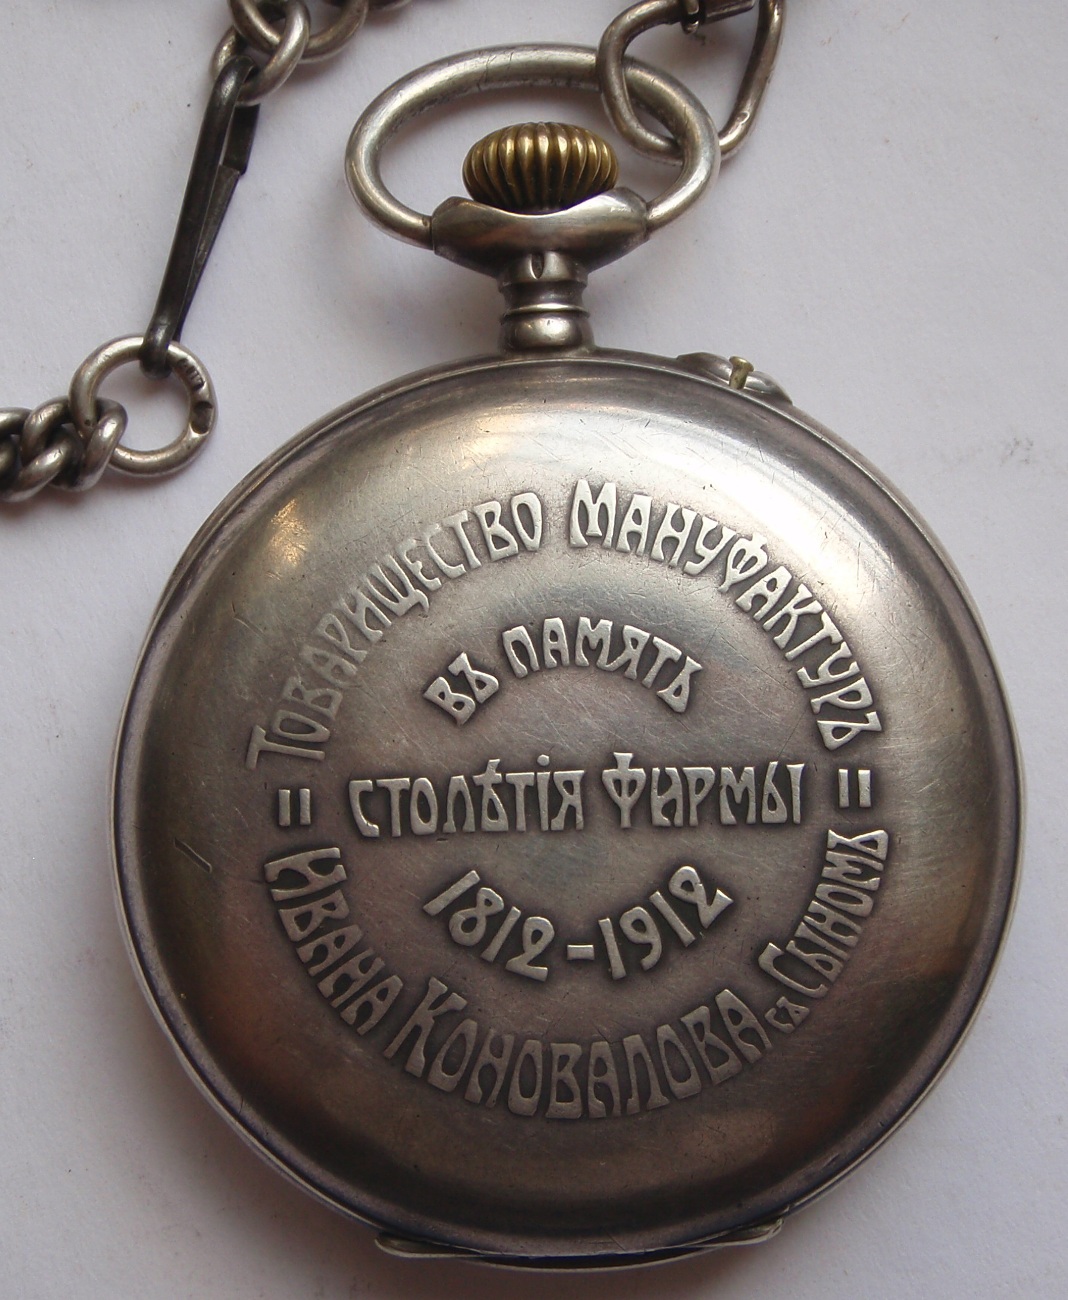 Товарищество Мануфактуръ
въ память
столѣтія фирмы
1812-1912
Ивана Коновалова съ Сыномъ